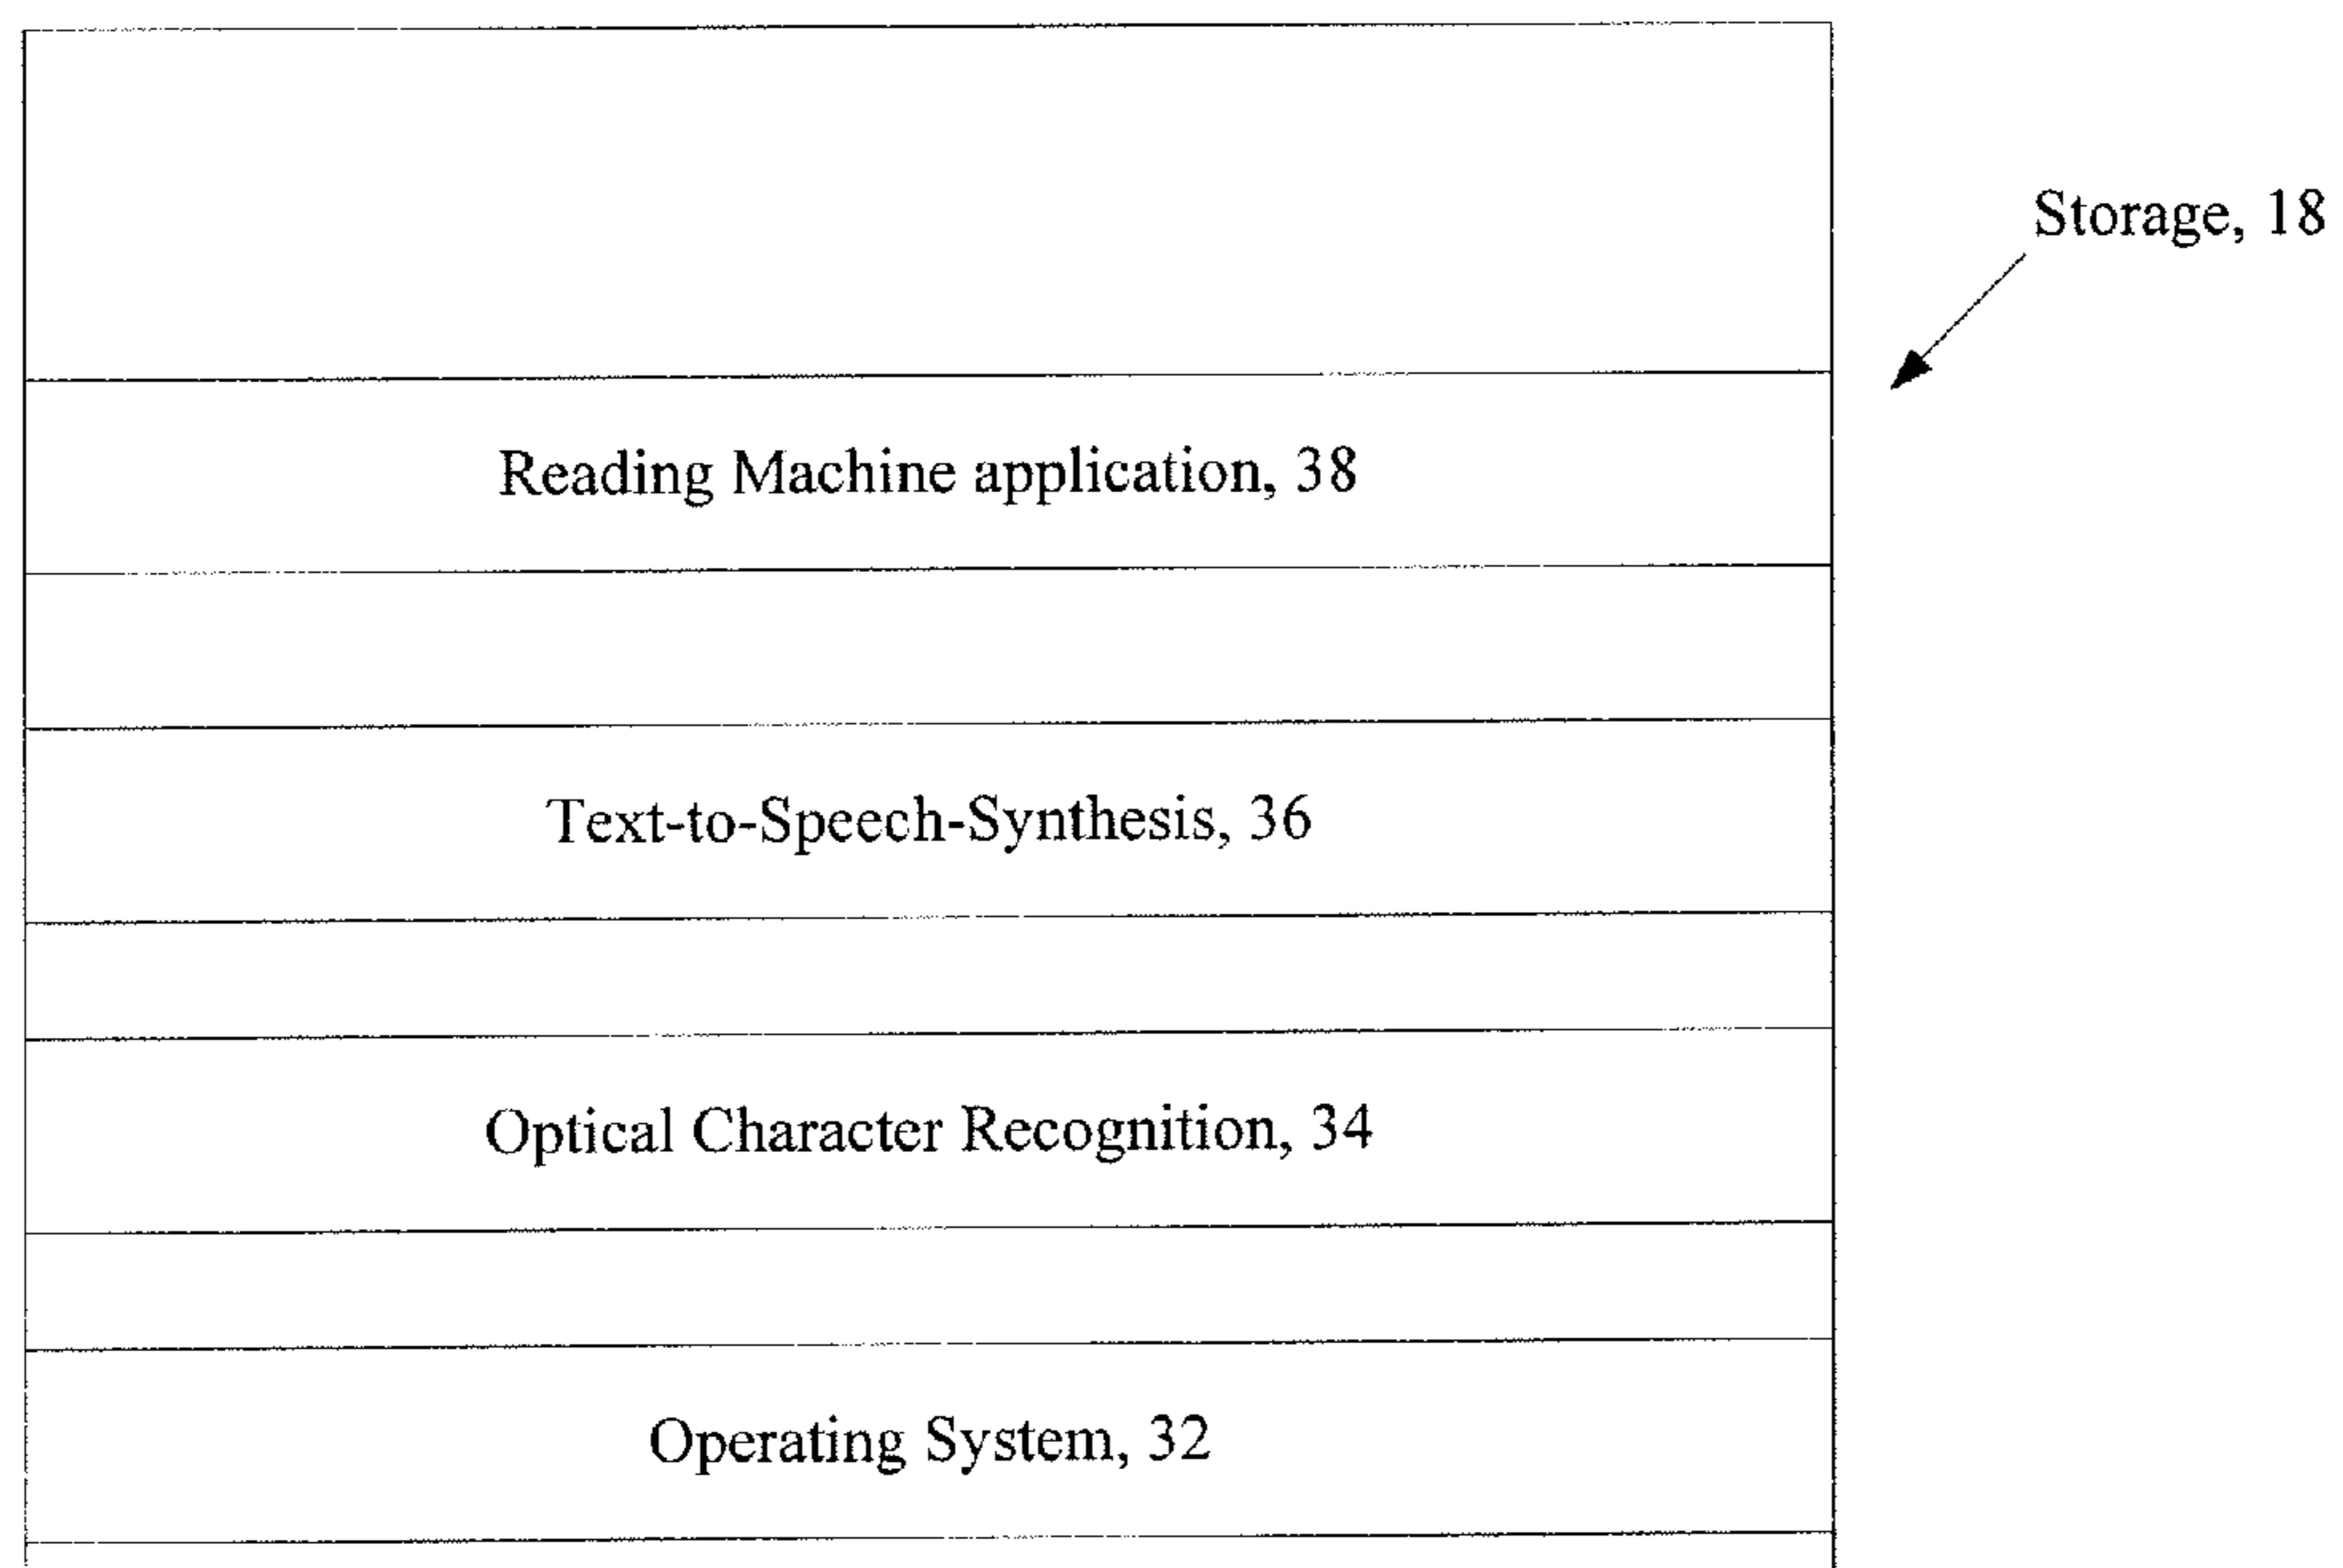 Storage, 18
Reading Machine application, 38
Text-to-Speech-Synthesis, 36
Optical Character Recognition, 34
Operating System, 32